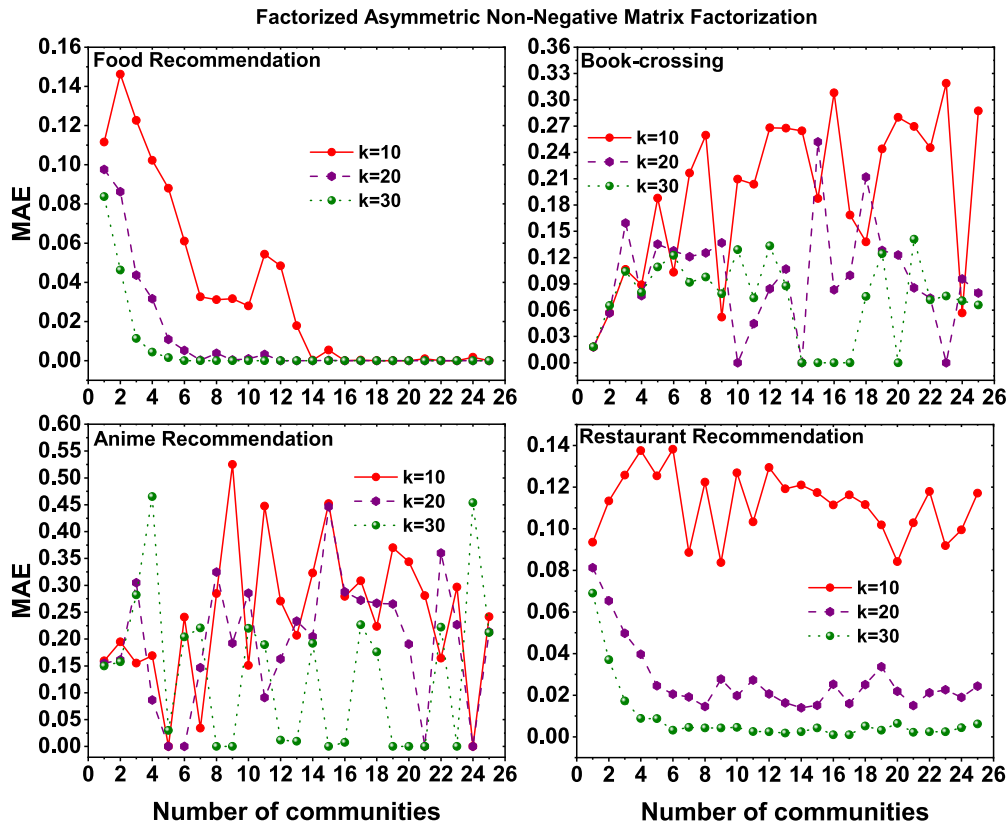 Factorized Asymmetric Non-Negative Matrix Factorization
Food Recommendation
MAE
0.16
0.14
0.12
0.10
0.08
0.06
0.04
0.02
0.00
k=10
k=20
k=30
0 2 4 6 8 10 12 14 16 18 20 22 24 26
Book-crossing
0.36
0.33
0.30
0.27
0.24
0.21
0.18
0.15
0.12
0.09
0.06
0.03
0.00
k=10
k=20
k=30
0 2 4 6 8 10 12 14 16 18 20 22 24 26
Anime Recommendation
MAE
0.60
0.55
0.50
0.45
0.40
0.35
0.30
0.25
0.20
0.15
0.10
0.05
0.00
k=10
k=20
k=30
0 2 4 6 8 10 12 14 16 18 20 22 24 26
Number of communities
Restaurant Recommendation
0.14
0.12
0.10
0.08
0.06
0.04
0.02
0.00
k=10
k=20
k=30
0 2 4 6 8 10 12 14 16 18 20 22 24 26
Number of communities